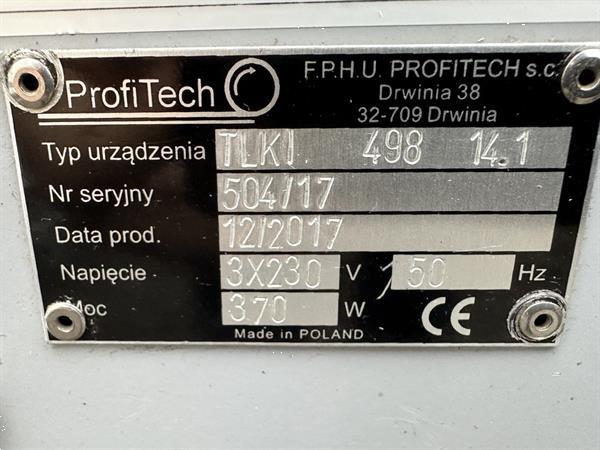 ProfiTech
F.P.H.U. PROFITECH s.c.
Drwinia 38
32-709 Drwinia
Typ urządzenia TLKI. 498 14.1
Nr seryjny 504/17
Data prod. 12/2017
Napięcie 3X230 V / 50 Hz
Moc 370 W
Made in POLAND
CE